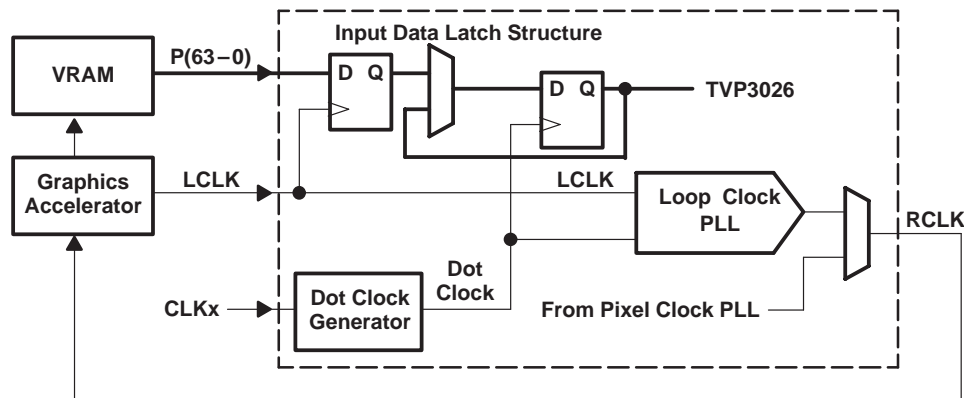 Input Data Latch Structure
P(63–0)
VRAM
D Q
D Q
TVP3026
Graphics
Accelerator
LCLK
LCLK
Loop Clock
PLL
RCLK
Dot
Clock
CLKx
Dot Clock
Generator
From Pixel Clock PLL